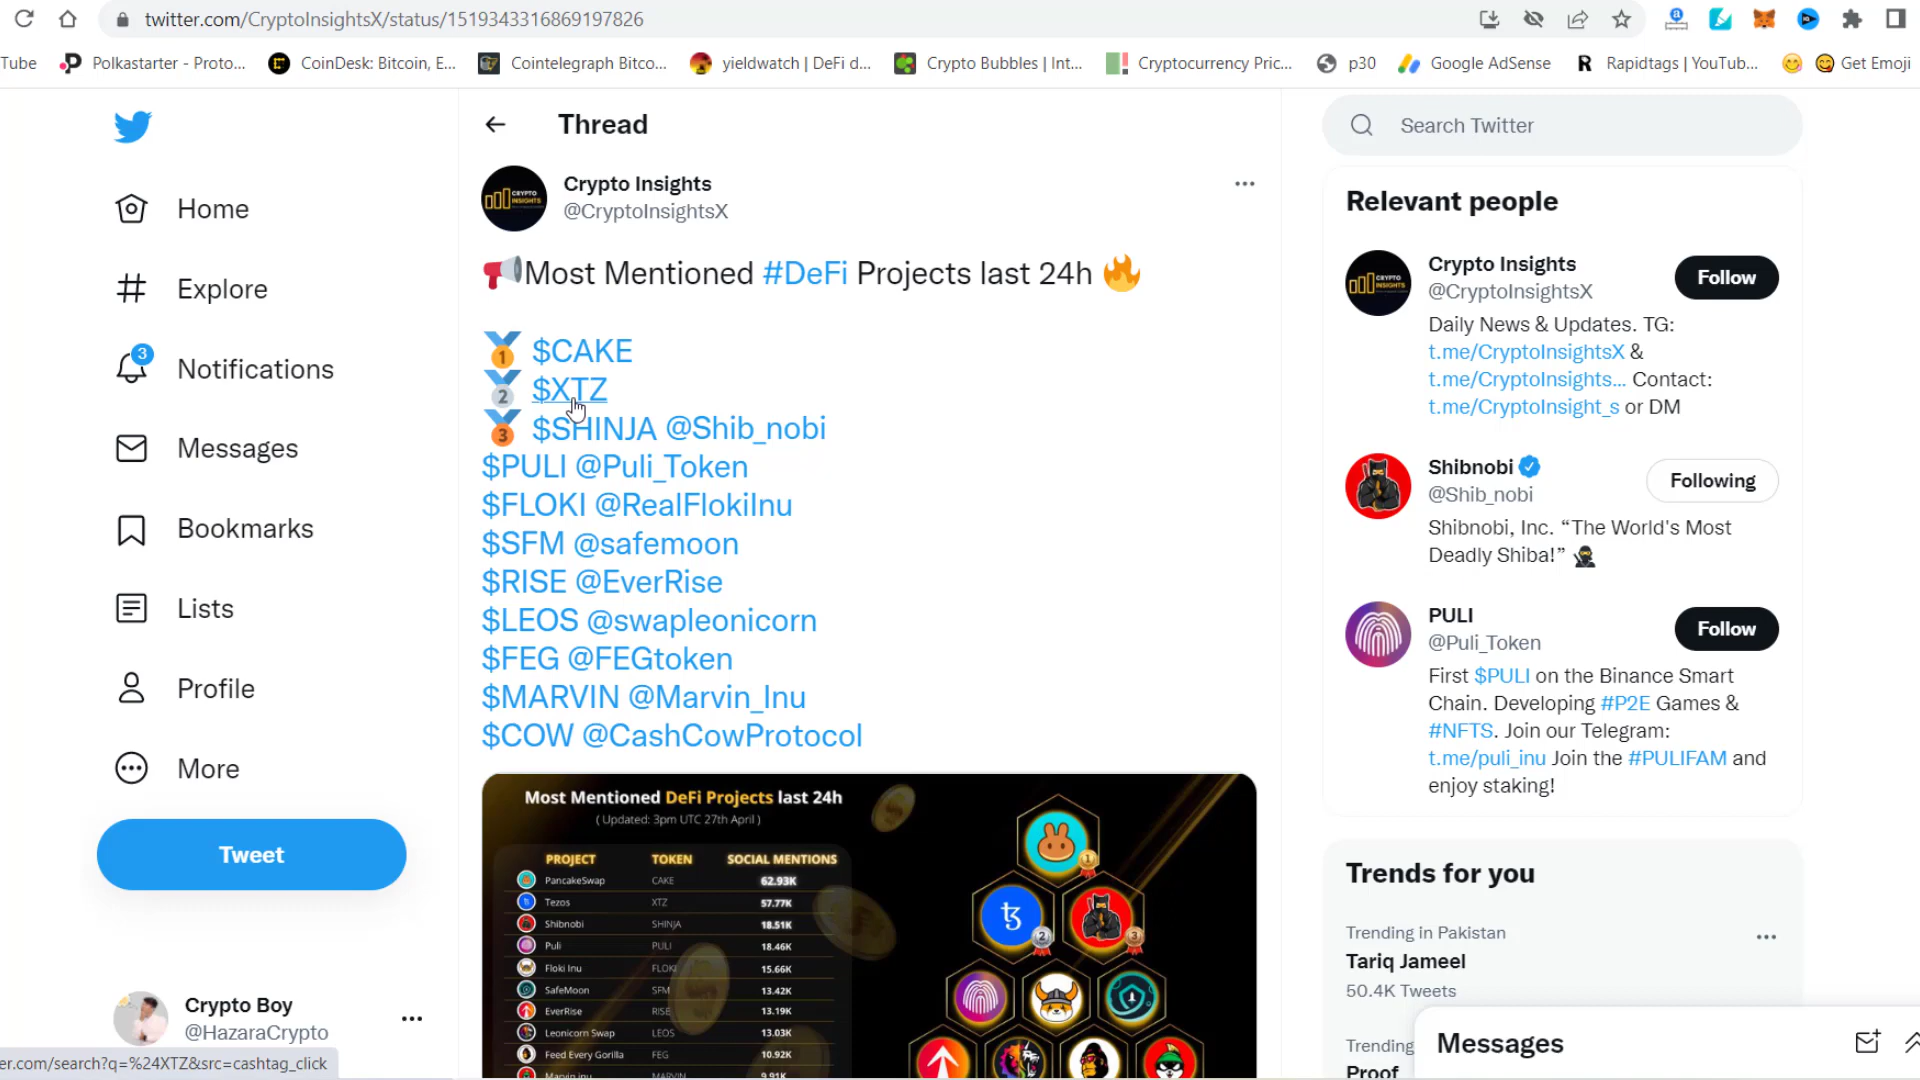 twitter.com/CryptoInsightsX/status/1519343316869197826
Tube
Polkastarter - Proto...
CoinDesk: Bitcoin, E...
Cointelegraph Bitco...
yieldwatch | DeFi d...
Crypto Bubbles | Int...
Cryptocurrency Pric...
p30
Google AdSense
Rapidtags | YouTub...
Get Emoji
Home
Explore
3
Notifications
Messages
Bookmarks
Lists
Profile
More
Tweet
Crypto Boy
@HazaraCrypto
er.com/search?q=%24XTZ&src=cashtag_click
Thread
CRYPTO
INSIGHTS
Crypto Insights
@CryptoInsightsX
📢Most Mentioned #DeFi Projects last 24h 🔥
🥇 $CAKE
🥈 $XTZ
🥉 $SHINJA @Shib_nobi
$PULI @Puli_Token
$FLOKI @RealFlokiInu
$SFM @safemoon
$RISE @EverRise
$LEOS @swapleonicorn
$FEG @FEGtoken
$MARVIN @Marvin_Inu
$COW @CashCowProtocol
Most Mentioned DeFi Projects last 24h
( Updated: 3pm UTC 27th April )
PROJECT TOKEN SOCIAL MENTIONS
PancakeSwap CAKE 62.93K
Tezos XTZ 57.77K
Shibnobi SHINJA 18.51K
Puli PULI 18.46K
Floki Inu FLOKI 15.66K
SafeMoon SFM 13.42K
EverRise RISE 13.19K
Leonicorn Swap LEOS 13.03K
Feed Every Gorilla FEG 10.92K
Marvin Inu MARVIN 9.91K
1
2
3
Search Twitter
Relevant people
CRYPTO
INSIGHTS
Crypto Insights
@CryptoInsightsX
Follow
Daily News & Updates. TG:
t.me/CryptoInsightsX &
t.me/CryptoInsights... Contact:
t.me/CryptoInsight_s or DM
Shibnobi
@Shib_nobi
Following
Shibnobi, Inc. “The World's Most
Deadly Shiba!” 🥷
PULI
@Puli_Token
Follow
First $PULI on the Binance Smart
Chain. Developing #P2E Games &
#NFTS. Join our Telegram:
t.me/puli_inu Join the #PULIFAM and
enjoy staking!
Trends for you
Trending in Pakistan
Tariq Jameel
50.4K Tweets
Trending
Proof
Messages